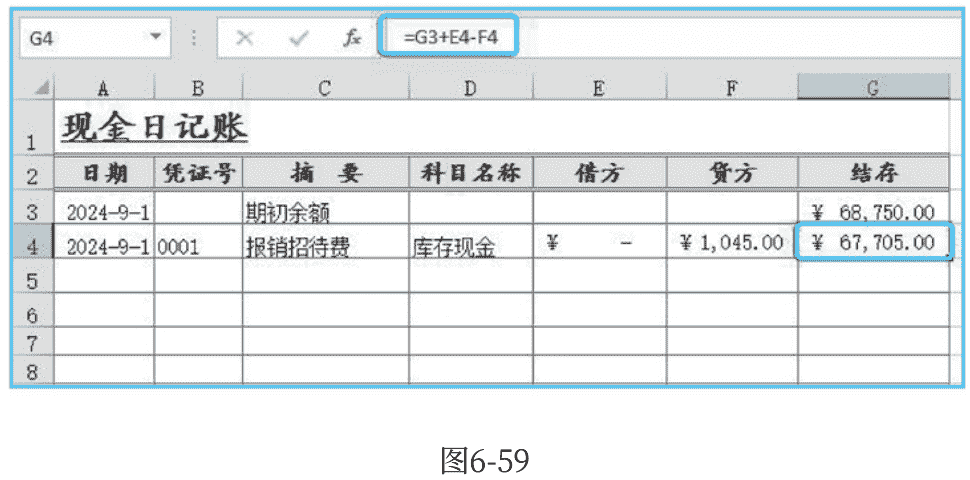 G4 fx =G3+E4-F4
A B C D E F G
1 现金日记账
2 日期 凭证号 摘 要 科目名称 借方 贷方 结存
3 2024-9-1 期初余额 ¥ 68,750.00
4 2024-9-1 0001 报销招待费 库存现金 ¥ - ¥ 1,045.00 ¥ 67,705.00
5
6
7
8
图6-59